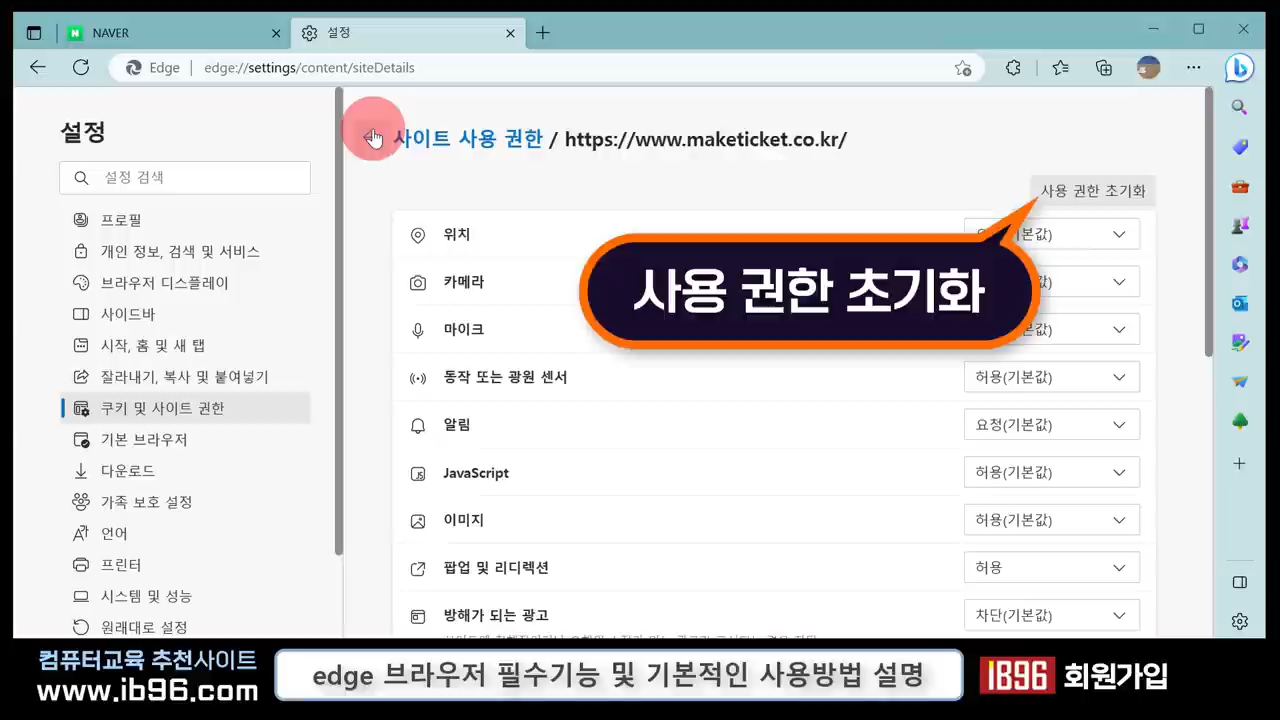 NAVER
설정
Edge
edge://settings/content/siteDetails
설정
설정 검색
프로필
개인 정보, 검색 및 서비스
브라우저 디스플레이
사이드바
시작, 홈 및 새 탭
잘라내기, 복사 및 붙여넣기
쿠키 및 사이트 권한
기본 브라우저
다운로드
가족 보호 설정
언어
프린터
시스템 및 성능
원래대로 설정
사이트 사용 권한 / https://www.maketicket.co.kr/
사용 권한 초기화
사용 권한 초기화
위치
기본값)
카메라
값)
마이크
기본값)
동작 또는 광원 센서
허용(기본값)
알림
요청(기본값)
JavaScript
허용(기본값)
이미지
허용(기본값)
팝업 및 리디렉션
허용
방해가 되는 광고
차단(기본값)
컴퓨터교육 추천사이트
www.ib96.com
edge 브라우저 필수기능 및 기본적인 사용방법 설명
IB96 회원가입